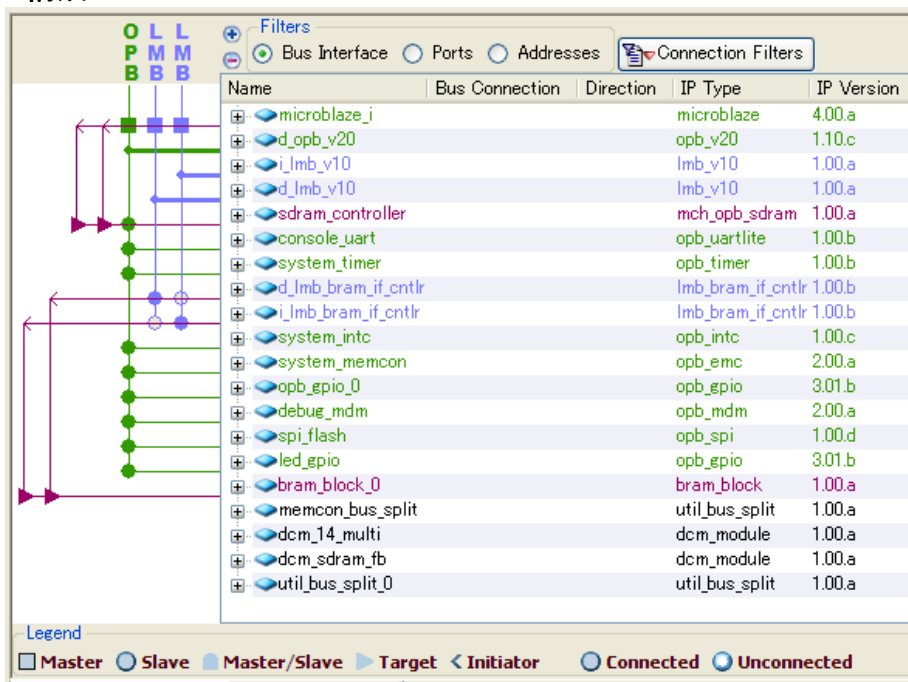 OPB LMB LMB
Filters
Bus Interface Ports Addresses Connection Filters
Name Bus Connection Direction IP Type IP Version
microblaze_i microblaze 4.00.a
d_opb_v20 opb_v20 1.10.c
i_lmb_v10 lmb_v10 1.00.a
d_lmb_v10 lmb_v10 1.00.a
sdram_controller mch_opb_sdram 1.00.a
console_uart opb_uartlite 1.00.b
system_timer opb_timer 1.00.b
d_lmb_bram_if_cntlr lmb_bram_if_cntlr 1.00.b
i_lmb_bram_if_cntlr lmb_bram_if_cntlr 1.00.b
system_intc opb_intc 1.00.c
system_memcon opb_emc 2.00.a
opb_gpio_0 opb_gpio 3.01.b
debug_mdm opb_mdm 2.00.a
spi_flash opb_spi 1.00.d
led_gpio opb_gpio 3.01.b
bram_block_0 bram_block 1.00.a
memcon_bus_split util_bus_split 1.00.a
dcm_14_multi dcm_module 1.00.a
dcm_sdram_fb dcm_module 1.00.a
util_bus_split_0 util_bus_split 1.00.a
Legend
Master Slave Master/Slave Target Initiator Connected Unconnected